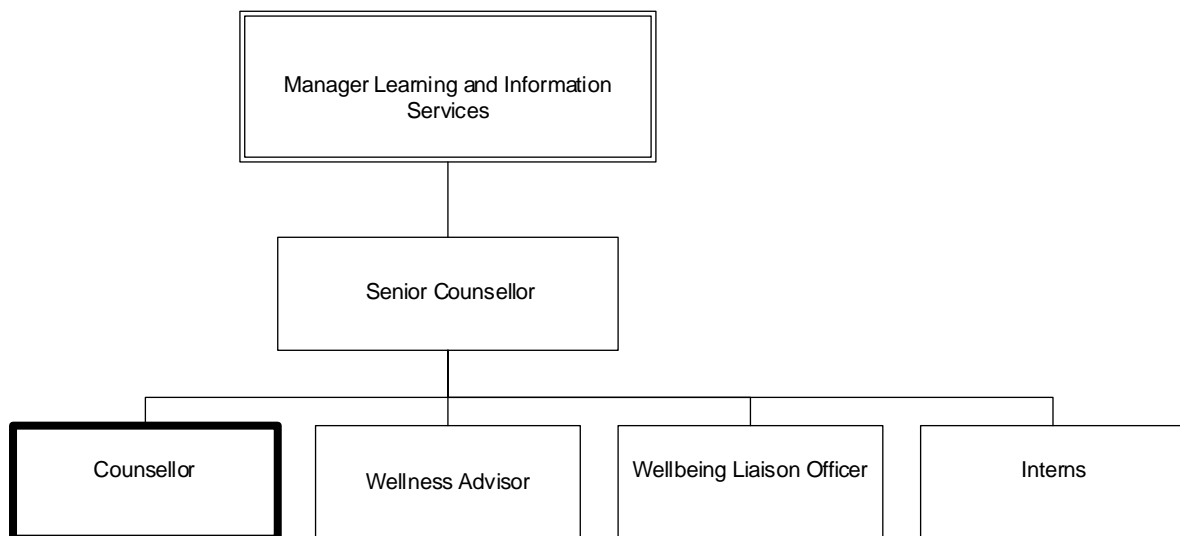 Manager Learning and Information
Services
Senior Counsellor
Counsellor
Wellness Advisor
Wellbeing Liaison Officer
Interns